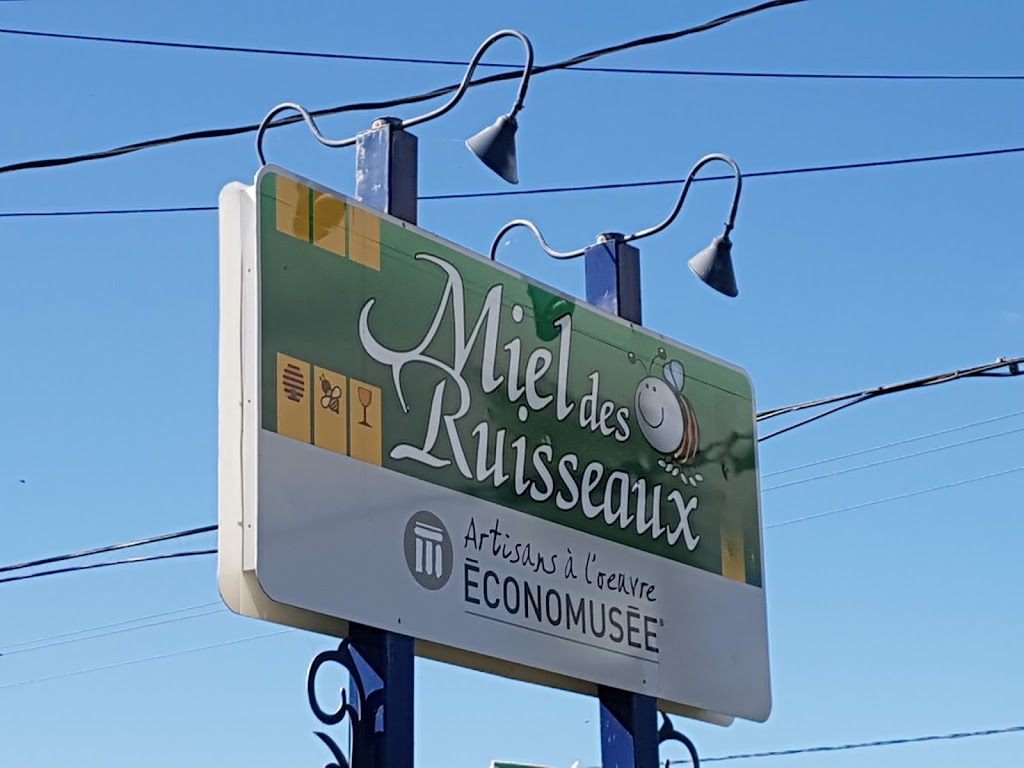 Miel des
Ruisseaux
Artisans à l'oeuvre
ÉCONOMUSÉE®